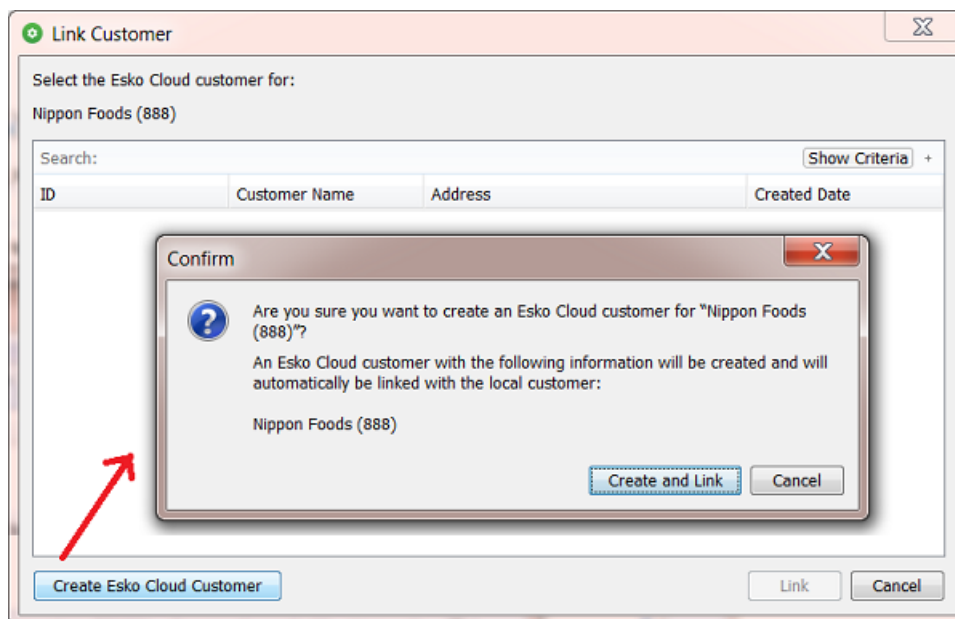 Link Customer
Select the Esko Cloud customer for:
Nippon Foods (888)
Search: Show Criteria +
ID Customer Name Address Created Date
Confirm
Are you sure you want to create an Esko Cloud customer for “Nippon Foods
(888)”?
An Esko Cloud customer with the following information will be created and will
automatically be linked with the local customer:
Nippon Foods (888)
Create and Link Cancel
Create Esko Cloud Customer Link Cancel